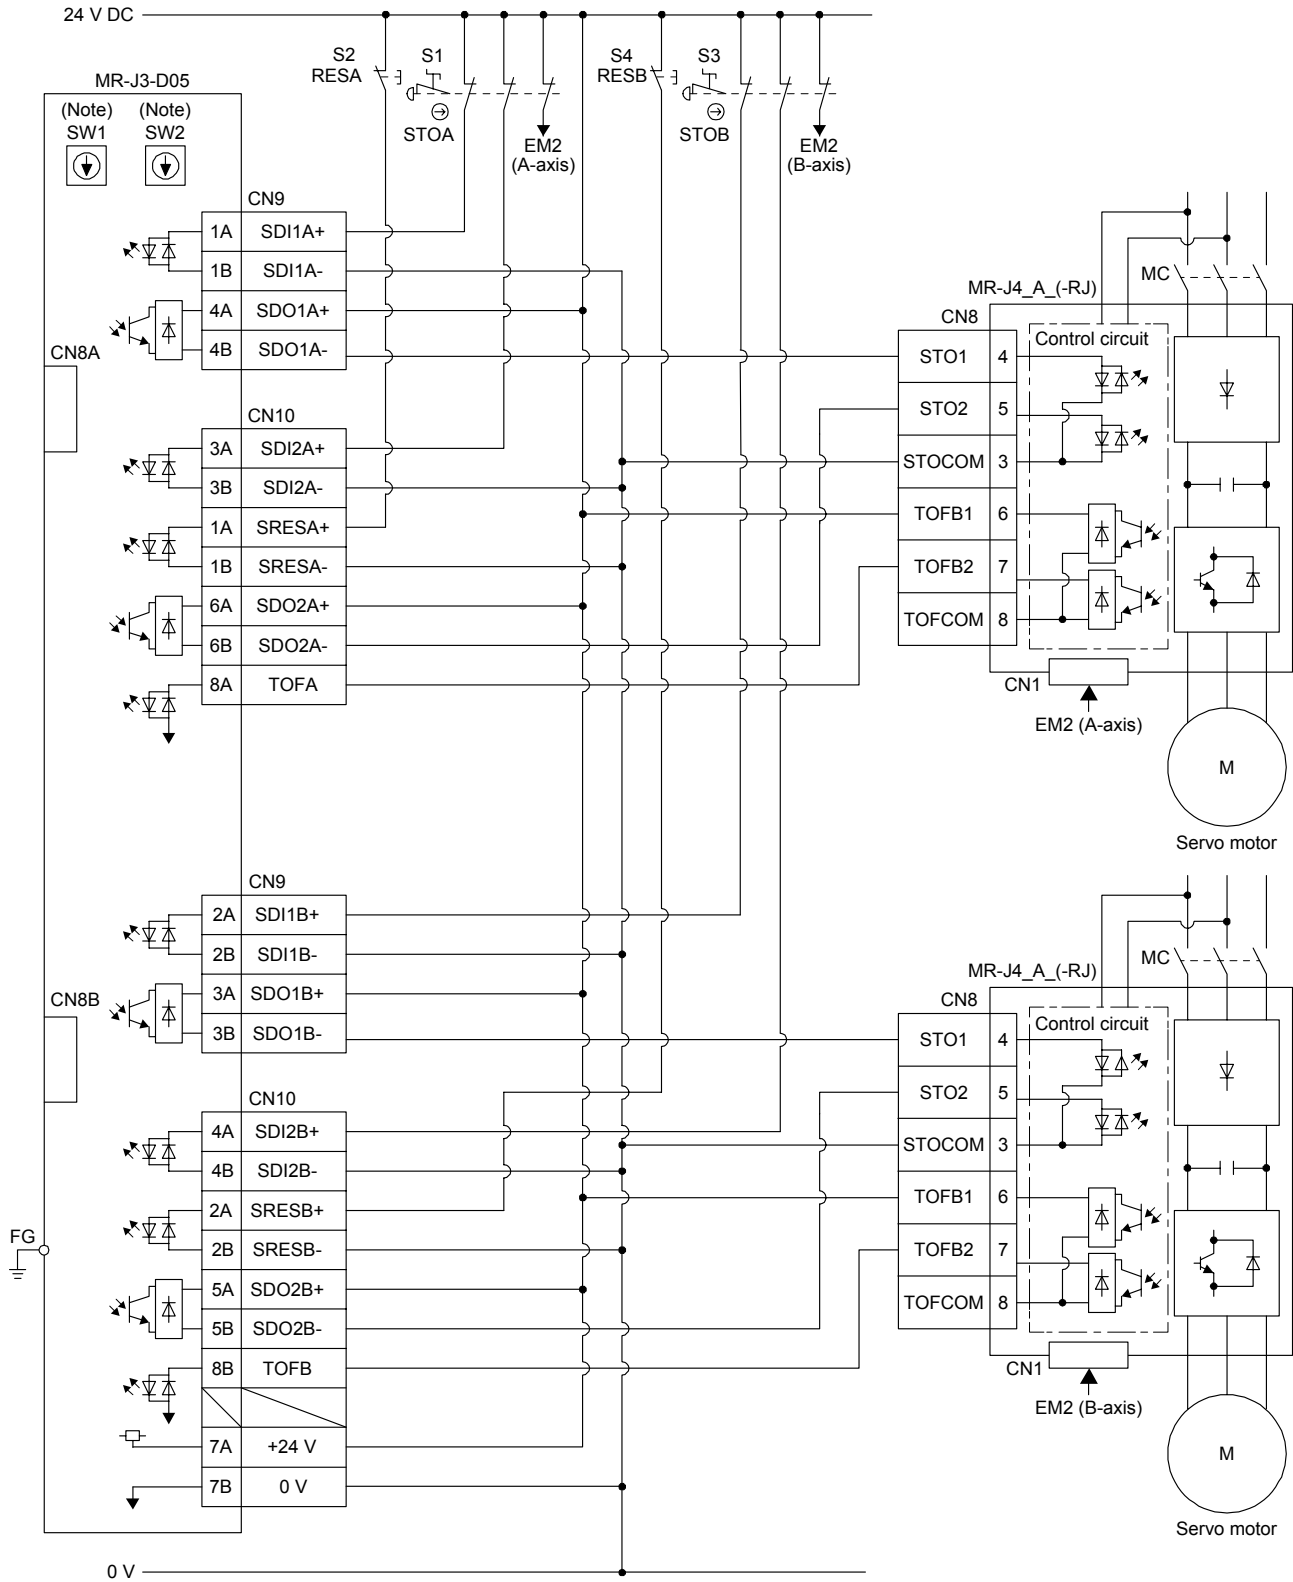 24 V DC
S2
RESA
S1
STOA
EM2
(A-axis)
S4
RESB
S3
STOB
EM2
(B-axis)
MR-J3-D05
(Note)
SW1
(Note)
SW2
CN8A
CN9
1A SDI1A+
1B SDI1A-
4A SDO1A+
4B SDO1A-
CN10
3A SDI2A+
3B SDI2A-
1A SRESA+
1B SRESA-
6A SDO2A+
6B SDO2A-
8A TOFA
MC
MR-J4_A_(-RJ)
CN8
Control circuit
STO1 4
STO2 5
STOCOM 3
TOFB1 6
TOFB2 7
TOFCOM 8
CN1
EM2 (A-axis)
M
Servo motor
CN8B
CN9
2A SDI1B+
2B SDI1B-
3A SDO1B+
3B SDO1B-
CN10
4A SDI2B+
4B SDI2B-
2A SRESB+
2B SRESB-
5A SDO2B+
5B SDO2B-
8B TOFB
7A +24 V
7B 0 V
FG
MC
MR-J4_A_(-RJ)
CN8
Control circuit
STO1 4
STO2 5
STOCOM 3
TOFB1 6
TOFB2 7
TOFCOM 8
CN1
EM2 (B-axis)
M
Servo motor
0 V